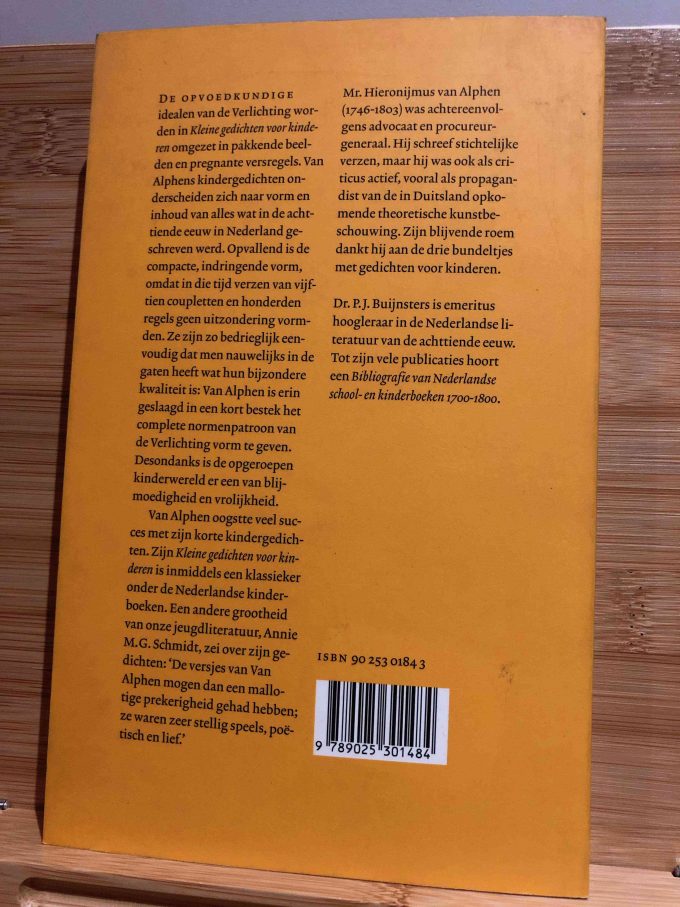 De opvoedkundige
idealen van de Verlichting wor-
den in Kleine gedichten voor kinde-
ren omgezet in pakkende beel-
den en pregnante versregels. Van
Alphens kindergedichten on-
derscheiden zich naar vorm en
inhoud van alles wat in de acht-
tiende eeuw in Nederland ge-
schreven werd. Opvallend is de
compacte, indringende vorm,
omdat in die tijd verzen van vijf-
tien coupletten en honderden
regels geen uitzondering vorm-
den. Ze zijn zo bedrieglijk een-
voudig dat men nauwelijks in de
gaten heeft wat hun bijzondere
kwaliteit is: Van Alphen is erin
geslaagd in een kort bestek het
complete normenpatroon van
de Verlichting vorm te geven.
Desondanks is de opgeroepen
kinderwereld er een van blij-
moedigheid en vrolijkheid.
Van Alphen oogstte veel suc-
ces met zijn korte kindergedich-
ten. Zijn Kleine gedichten voor kin-
deren is inmiddels een klassieker
onder de Nederlandse kinder-
boeken. Een andere grootheid
van onze jeugdliteratuur, Annie
M.G. Schmidt, zei over zijn ge-
dichten: ‘De versjes van Van
Alphen mogen dan een mallo-
tige prekerigheid gehad hebben;
ze waren zeer stellig speels, poë-
tisch en lief.’
Mr. Hieronijmus van Alphen
(1746-1803) was achtereenvol-
gens advocaat en procureur-
generaal. Hij schreef stichtelijke
verzen, maar hij was ook als cri-
ticus actief, vooral als propagan-
dist van de in Duitsland opko-
mende theoretische kunstbe-
schouwing. Zijn blijvende roem
dankt hij aan de drie bundeltjes
met gedichten voor kinderen.
Dr. P.J. Buijnsters is emeritus
hoogleraar in de Nederlandse li-
teratuur van de achttiende eeuw.
Tot zijn vele publicaties hoort
een Bibliografie van Nederlandse
school- en kinderboeken 1700-1800.
ISBN 90 253 0184 3
9 789025 301484